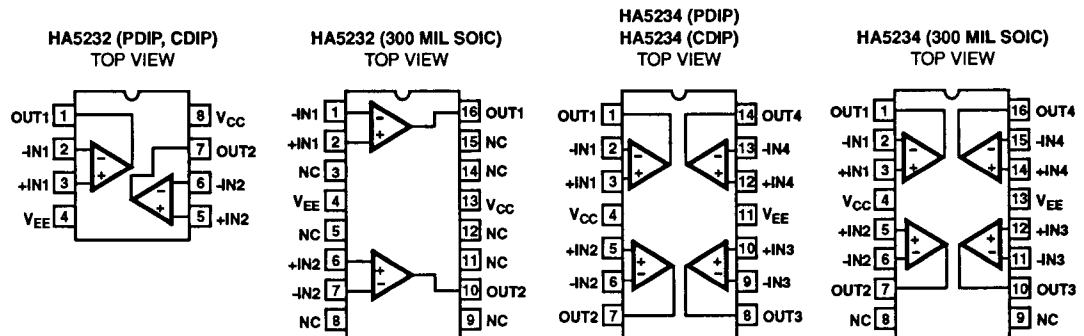 HA5232 (PDIP, CDIP)
TOP VIEW
OUT1 1
-IN1 2
+IN1 3
VEE 4
8 VCC
7 OUT2
6 -IN2
5 +IN2
- +
- +
HA5232 (300 MIL SOIC)
TOP VIEW
-IN1 1
+IN1 2
NC 3
VEE 4
NC 5
+IN2 6
-IN2 7
NC 8
16 OUT1
15 NC
14 NC
13 VCC
12 NC
11 NC
10 OUT2
9 NC
- +
+ -
HA5234 (PDIP)
HA5234 (CDIP)
TOP VIEW
OUT1 1
-IN1 2
+IN1 3
VCC 4
+IN2 5
-IN2 6
OUT2 7
14 OUT4
13 -IN4
12 +IN4
11 VEE
10 +IN3
9 -IN3
8 OUT3
- +
- +
+ -
+ -
HA5234 (300 MIL SOIC)
TOP VIEW
OUT1 1
-IN1 2
+IN1 3
VCC 4
+IN2 5
-IN2 6
OUT2 7
NC 8
16 OUT4
15 -IN4
14 +IN4
13 VEE
12 +IN3
11 -IN3
10 OUT3
9 NC
- +
- +
+ -
+ -